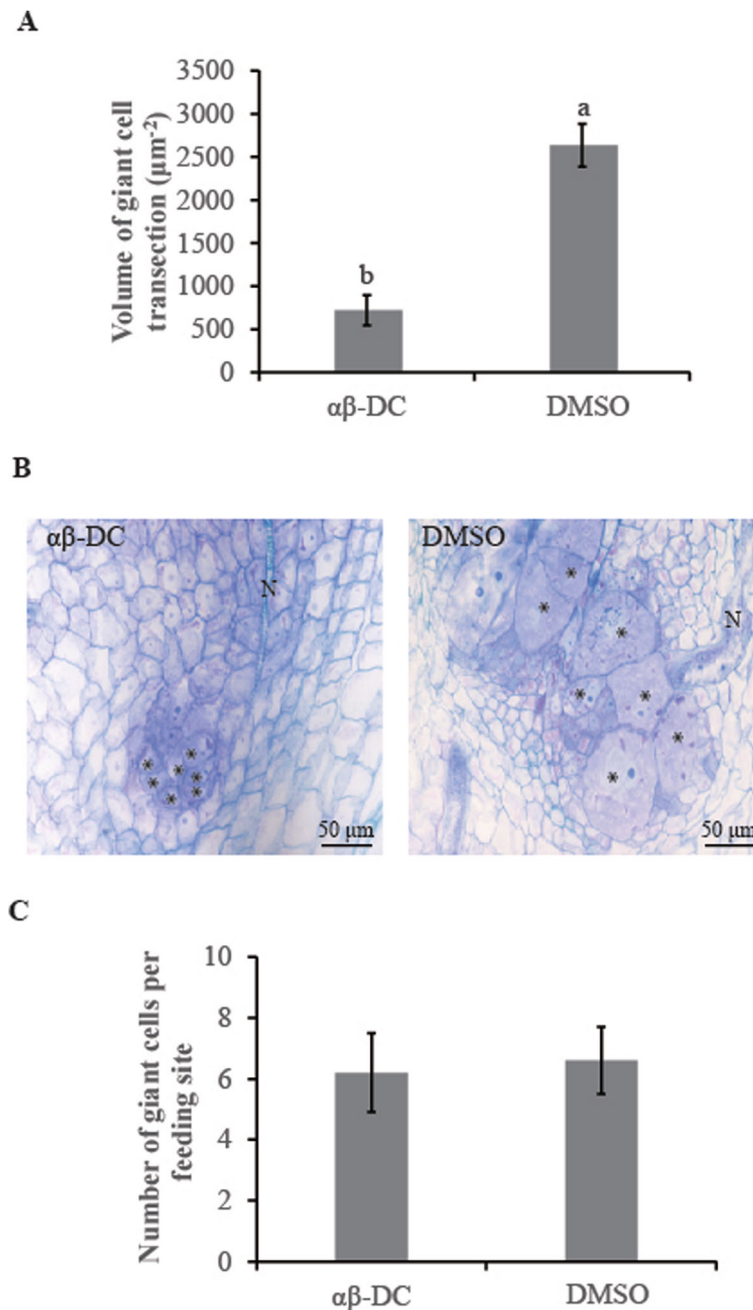 A
Volume of giant cell
transection (μm⁻²)
3500
3000
2500
2000
1500
1000
500
0
b
a
αβ-DC
DMSO
B
αβ-DC
N
*
*
*
*
*
*
*
50 μm
DMSO
*
*
*
N
*
*
*
*
50 μm
C
Number of giant cells per
feeding site
10
8
6
4
2
0
αβ-DC
DMSO